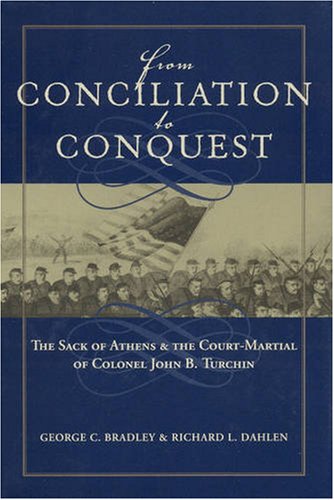 from
CONCILIATION
to
CONQUEST
THE SACK OF ATHENS & THE COURT-MARTIAL
OF COLONEL JOHN B. TURCHIN
GEORGE C. BRADLEY & RICHARD L. DAHLEN